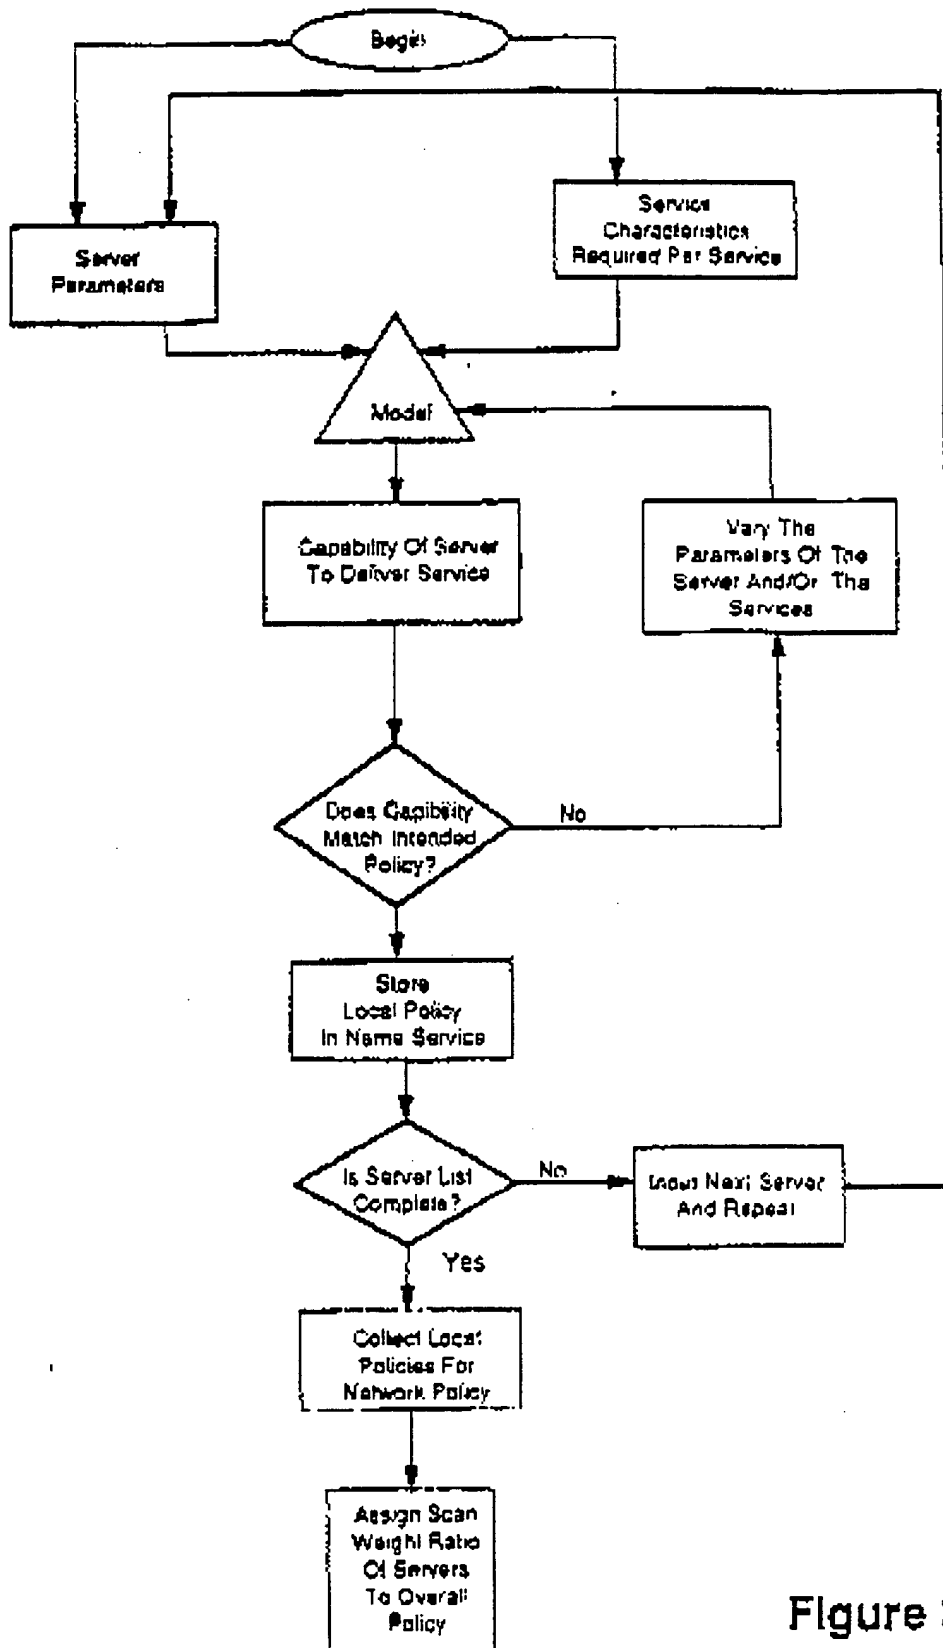 Begin
Service
Characteristics
Required Per Service
Server
Parameters
Model
Capability Of Server
To Deliver Service
Vary The
Parameters Of The
Server And/Or The
Services
Does Capibility
Match Intended
Policy?
No
Store
Local Policy
In Name Service
Is Server List
Complete?
No
Input Next Server
And Repeat
Yes
Collect Local
Policies For
Network Policy
Assign Scan
Weight Ratio
Of Servers
To Overall
Policy
Figure